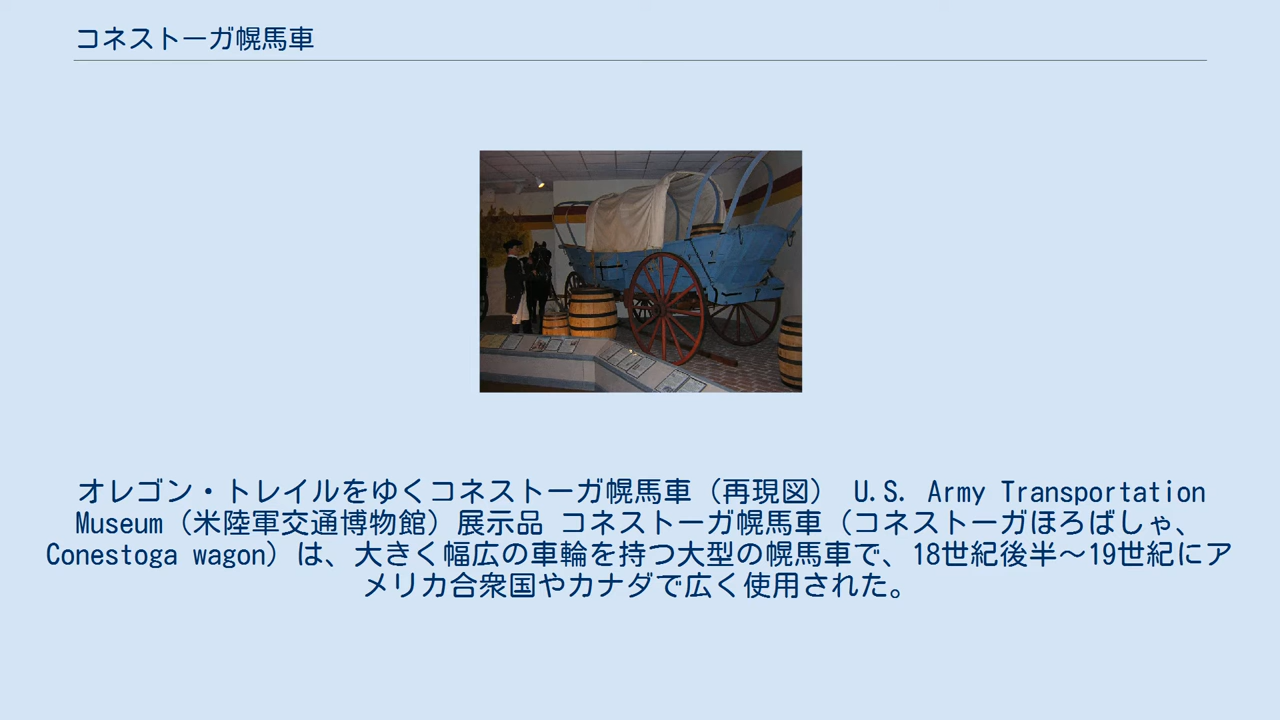 コネストーガ幌馬車
オレゴン・トレイルをゆくコネストーガ幌馬車（再現図） U.S. Army Transportation
Museum（米陸軍交通博物館）展示品 コネストーガ幌馬車（コネストーガほろばしゃ、
Conestoga wagon）は、大きく幅広の車輪を持つ大型の幌馬車で、18世紀後半～19世紀にア
メリカ合衆国やカナダで広く使用された。